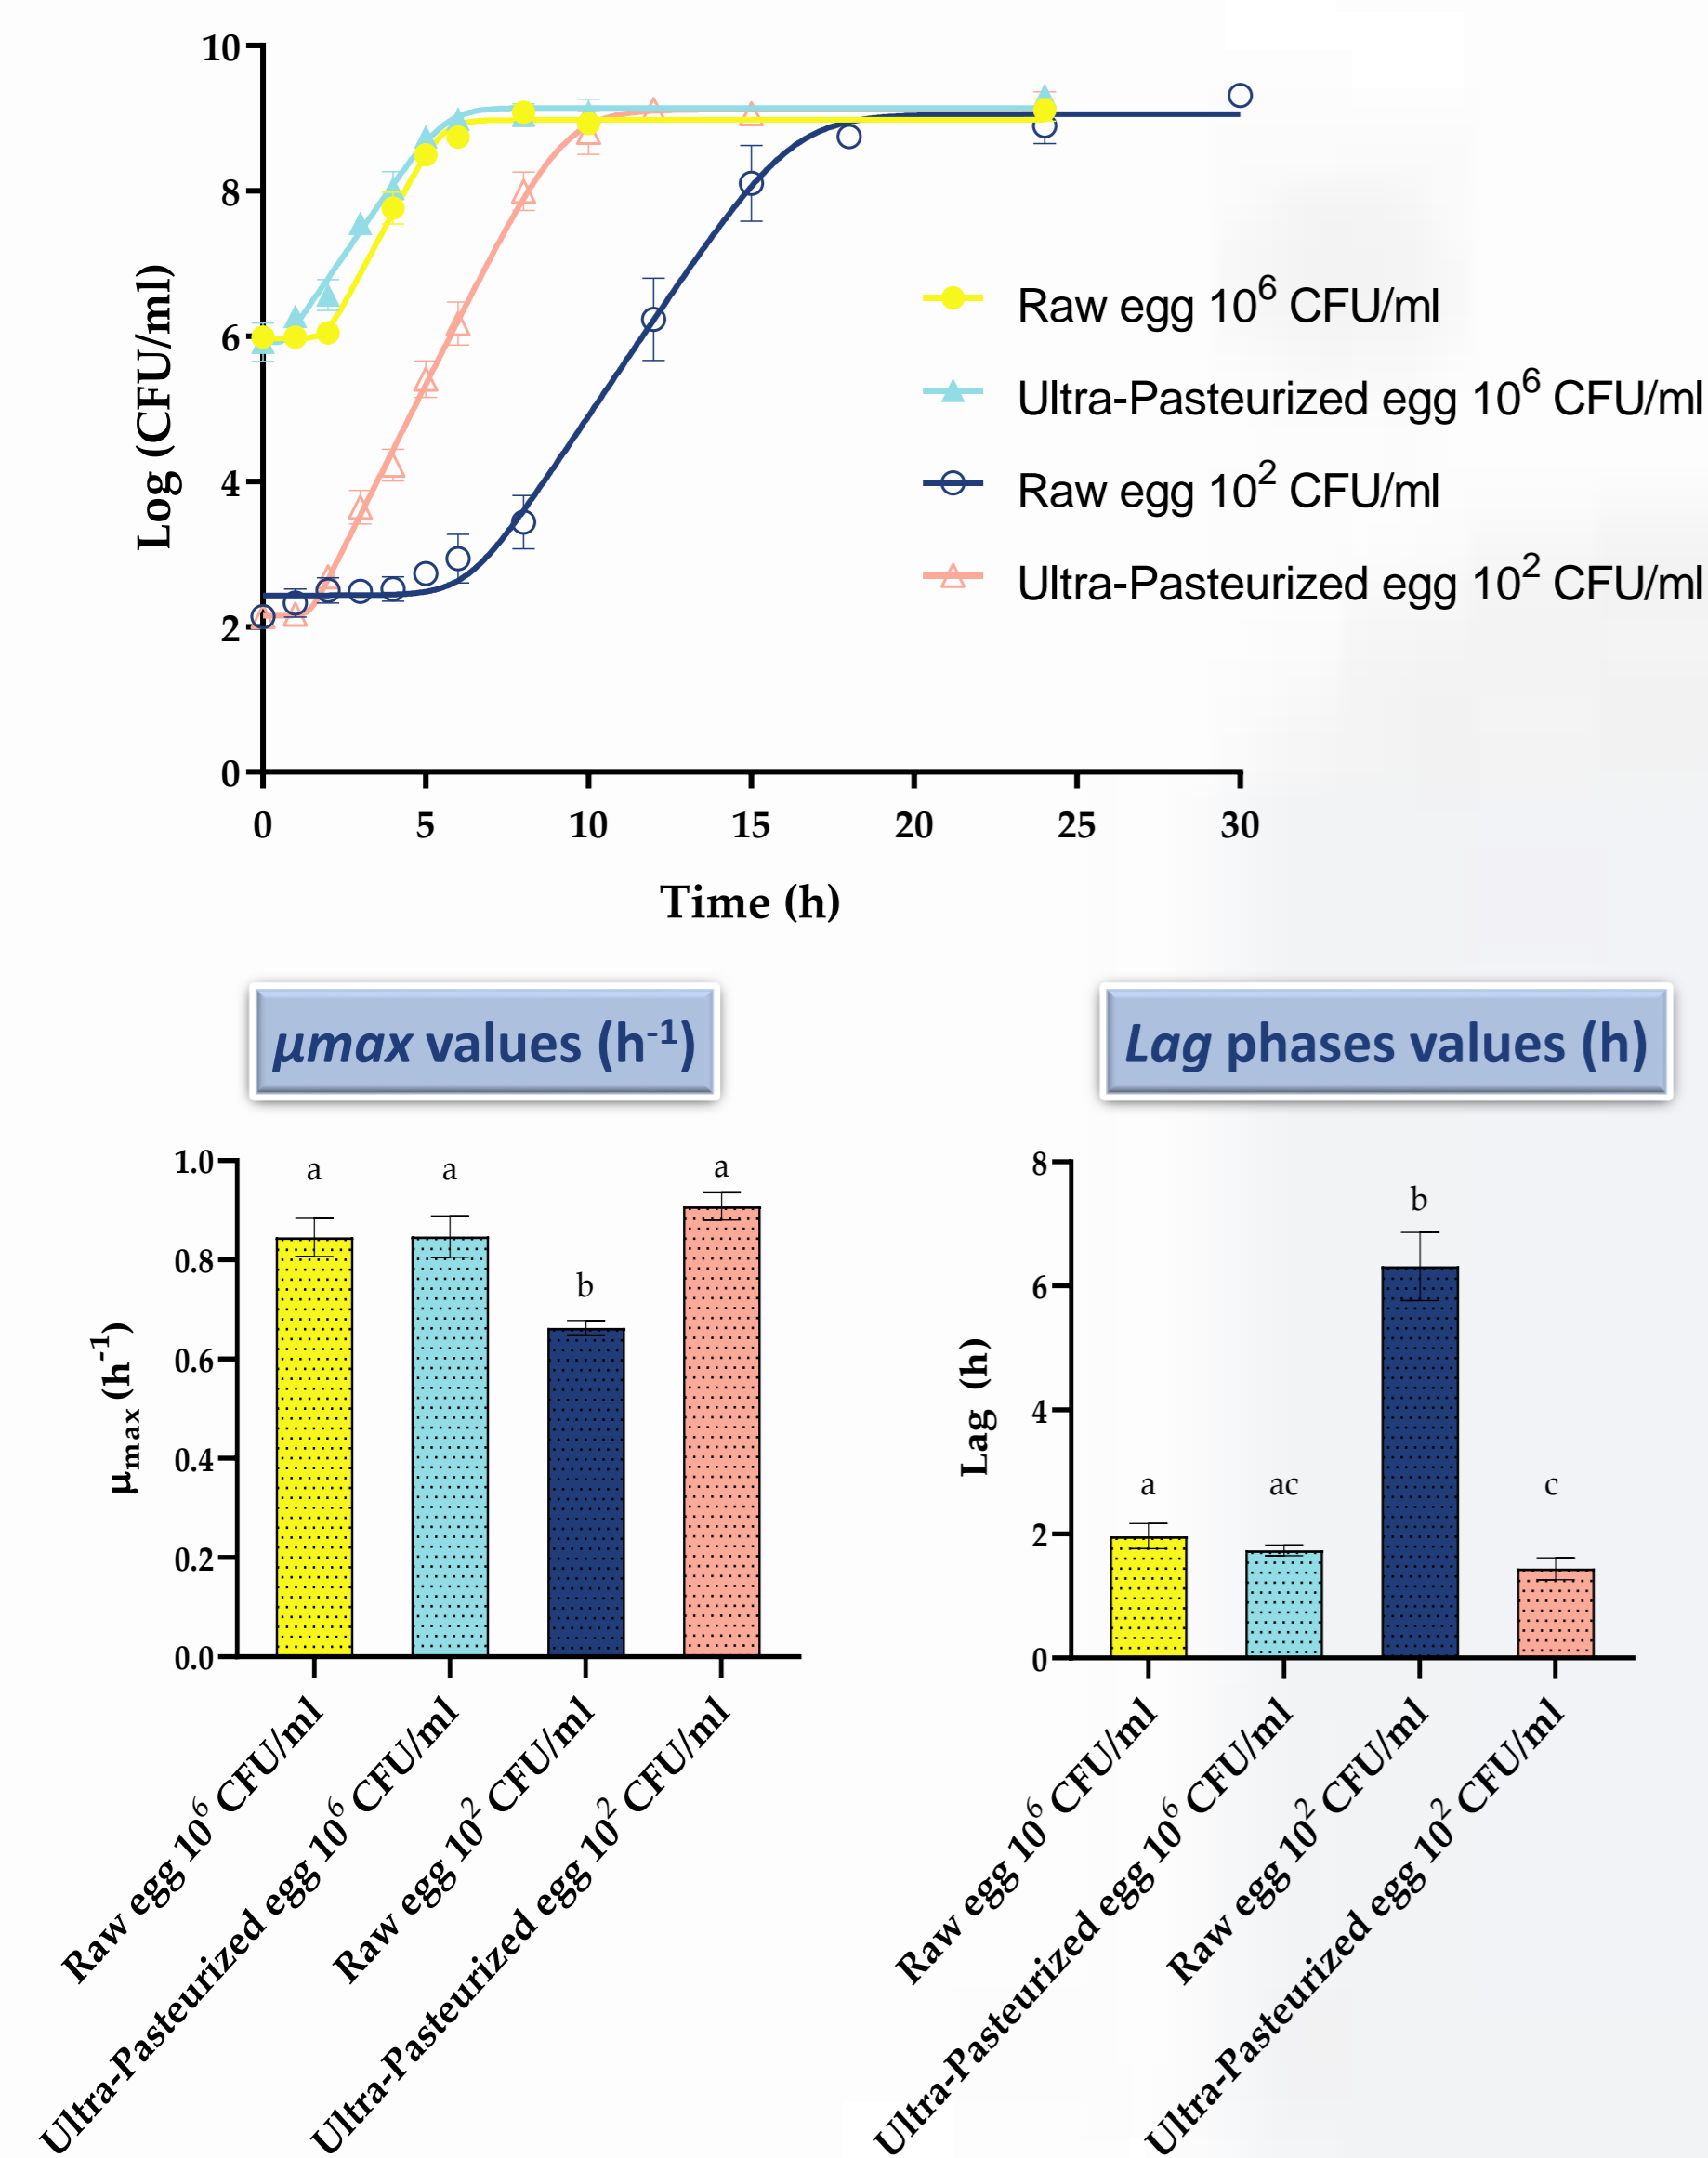 10
8
6
4
2
0
Log (CFU/ml)
0 5 10 15 20 25 30
Time (h)
Raw egg 10⁶ CFU/ml
Ultra-Pasteurized egg 10⁶ CFU/ml
Raw egg 10² CFU/ml
Ultra-Pasteurized egg 10² CFU/ml
μmax values (h⁻¹)
1.0
0.8
0.6
0.4
0.2
0.0
μmax (h⁻¹)
a a b a
Raw egg 10⁶ CFU/ml
Ultra-Pasteurized egg 10⁶ CFU/ml
Raw egg 10² CFU/ml
Ultra-Pasteurized egg 10² CFU/ml
Lag phases values (h)
8
6
4
2
0
Lag (h)
a ac b c
Raw egg 10⁶ CFU/ml
Ultra-Pasteurized egg 10⁶ CFU/ml
Raw egg 10² CFU/ml
Ultra-Pasteurized egg 10² CFU/ml